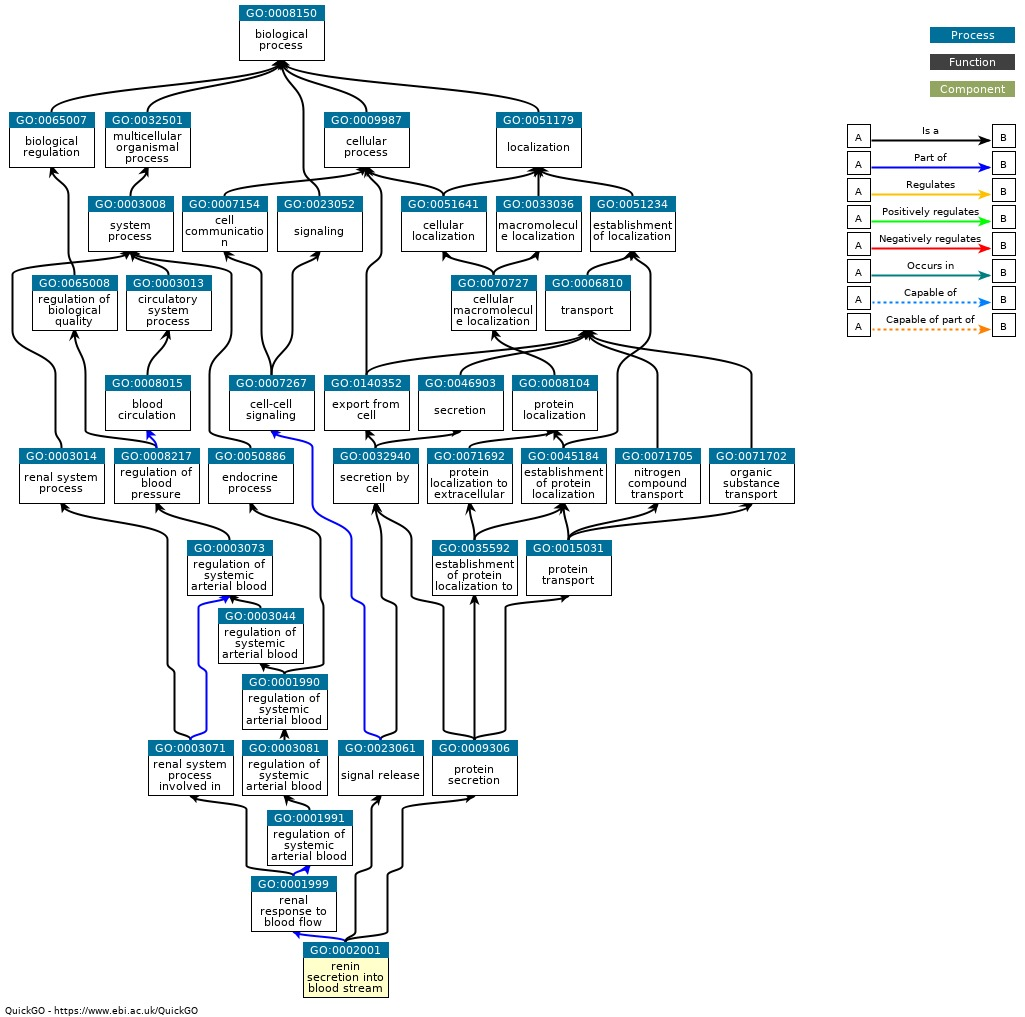 GO:0008150
biological
process
Process
Function
Component
GO:0065007
biological
regulation
GO:0032501
multicellular
organismal
process
GO:0009987
cellular
process
GO:0051179
localization
A
Is a
B
A
Part of
B
A
Regulates
B
A
Positively regulates
B
A
Negatively regulates
B
A
Occurs in
B
A
Capable of
B
A
Capable of part of
B
GO:0003008
system
process
GO:0007154
cell
communicatio
n
GO:0023052
signaling
GO:0051641
cellular
localization
GO:0033036
macromolecul
e localization
GO:0051234
establishment
of localization
GO:0065008
regulation of
biological
quality
GO:0003013
circulatory
system
process
GO:0070727
cellular
macromolecul
e localization
GO:0006810
transport
GO:0008015
blood
circulation
GO:0007267
cell-cell
signaling
GO:0140352
export from
cell
GO:0046903
secretion
GO:0008104
protein
localization
GO:0003014
renal system
process
GO:0008217
regulation of
blood
pressure
GO:0050886
endocrine
process
GO:0032940
secretion by
cell
GO:0071692
protein
localization to
extracellular
GO:0045184
establishment
of protein
localization
GO:0071705
nitrogen
compound
transport
GO:0071702
organic
substance
transport
GO:0003073
regulation of
systemic
arterial blood
GO:0035592
establishment
of protein
localization to
GO:0015031
protein
transport
GO:0003044
regulation of
systemic
arterial blood
GO:0001990
regulation of
systemic
arterial blood
GO:0003071
renal system
process
involved in
GO:0003081
regulation of
systemic
arterial blood
GO:0023061
signal release
GO:0009306
protein
secretion
GO:0001991
regulation of
systemic
arterial blood
GO:0001999
renal
response to
blood flow
GO:0002001
renin
secretion into
blood stream
QuickGO - https://www.ebi.ac.uk/QuickGO